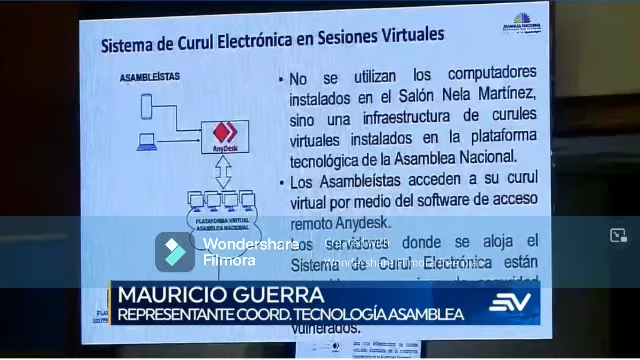 ASAMBLEA NACIONAL
Sistema de Curul Electrónica en Sesiones Virtuales
ASAMBLEÍSTAS
AnyDesk
PLATAFORMA VIRTUAL
ASAMBLEA NACIONAL
• No se utilizan los computadores
instalados en el Salón Nela Martínez,
sino una infraestructura de curules
virtuales instalados en la plataforma
tecnológica de la Asamblea Nacional.
• Los Asambleístas acceden a su curul
virtual por medio del software de acceso
remoto Anydesk.
servidores donde se aloja el
Sistema de Curul Electrónica están
vulnerados.
Wondershare
Filmora
MAURICIO GUERRA
REPRESENTANTE COORD. TECNOLOGÍA ASAMBLEA